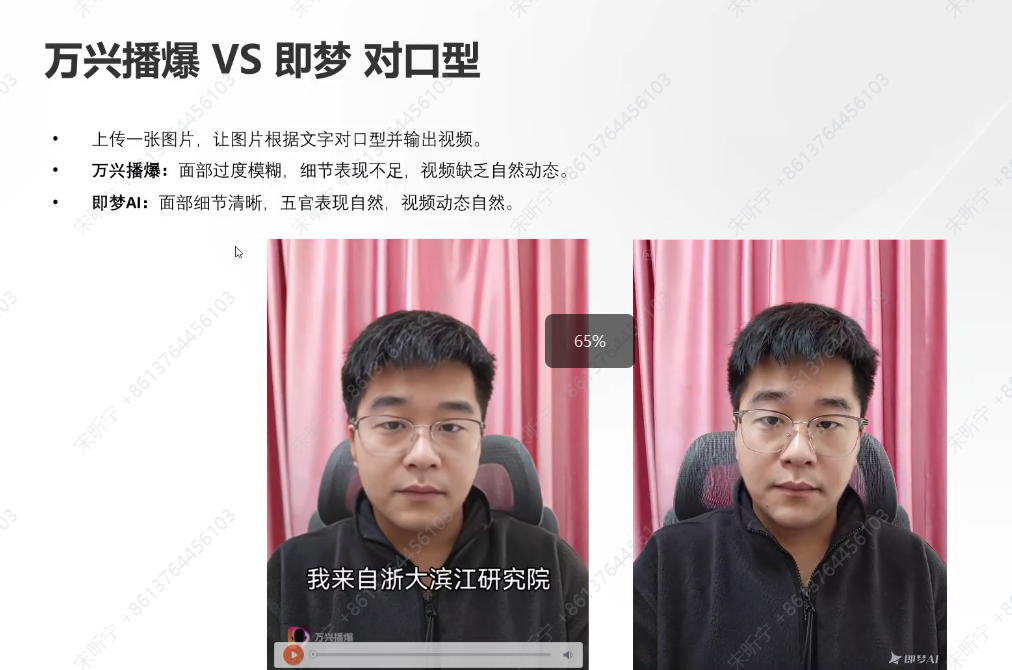 万兴播爆 VS 即梦 对口型
• 上传一张图片，让图片根据文字对口型并输出视频。
• 万兴播爆：面部过度模糊，细节表现不足，视频缺乏自然动态。
• 即梦AI：面部细节清晰，五官表现自然，视频动态自然。
65%
我来自浙大滨江研究院
万兴播爆
即梦AI
宋昕宁 +8613764456103